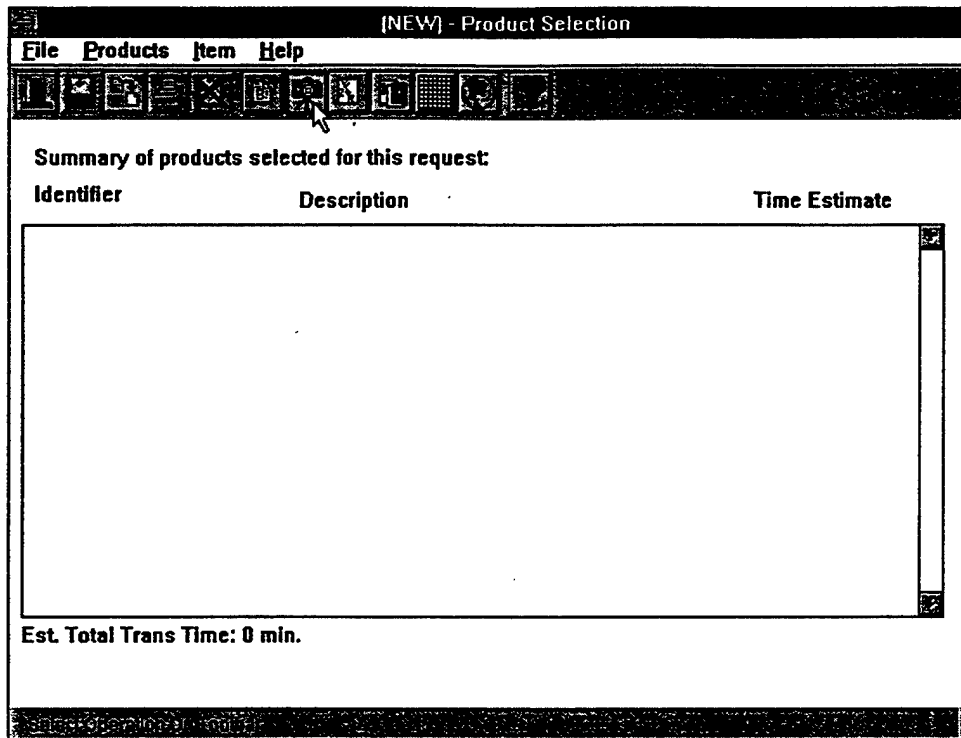 [NEW] - Product Selection
File Products Item Help
Summary of products selected for this request:
Identifier Description Time Estimate
Est. Total Trans Time: 0 min.